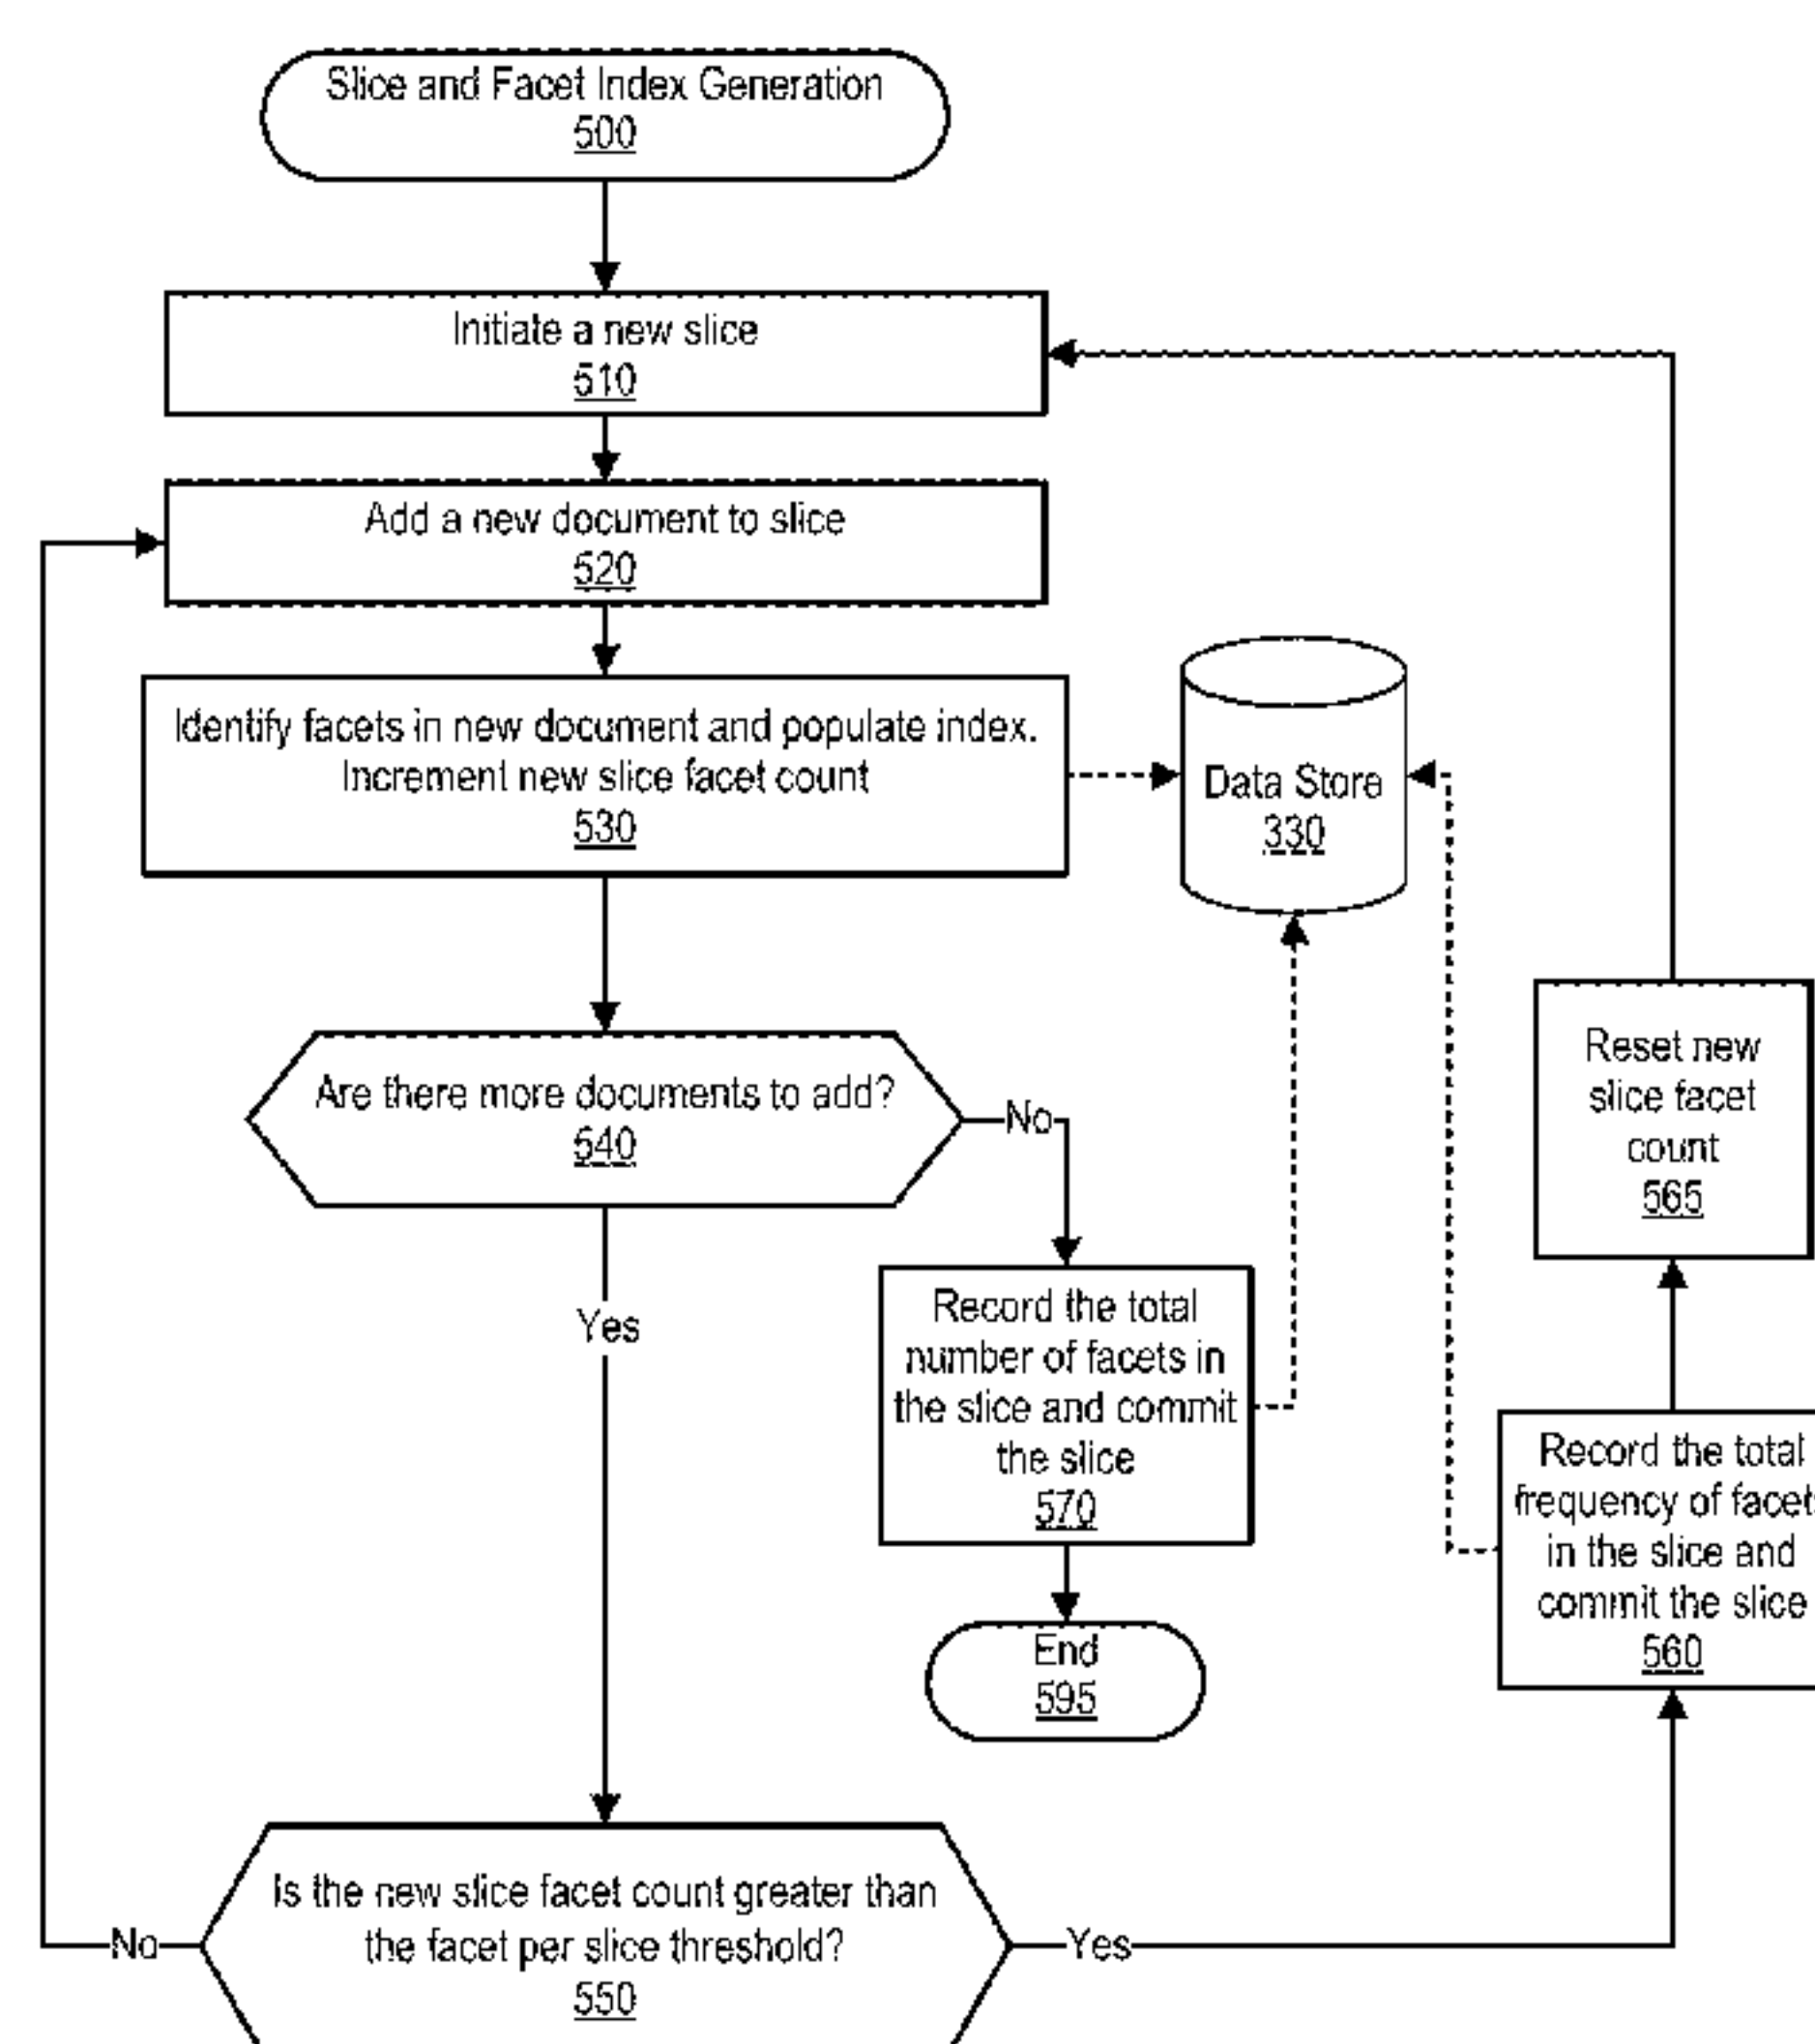 Slice and Facet Index Generation
500
Initiate a new slice
510
Add a new document to slice
520
Identify facets in new document and populate index.
Increment new slice facet count
530
Data Store
330
Are there more documents to add?
540
No
Yes
Record the total
number of facets in
the slice and commit
the slice
570
End
595
Reset new
slice facet
count
565
Record the total
frequency of facets
in the slice and
commit the slice
560
Is the new slice facet count greater than
the facet per slice threshold?
550
No
Yes